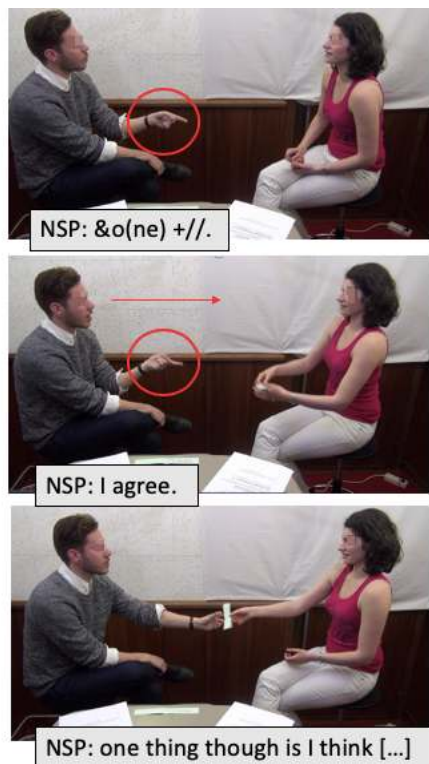 NSP: &o(ne) +//.
NSP: I agree.
NSP: one thing though is I think [...]